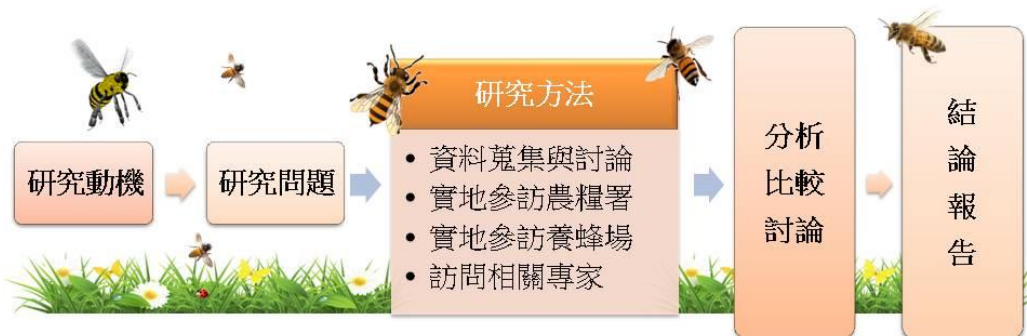 研究動機
研究問題
研究方法
• 資料蒐集與討論
• 實地參訪農糧署
• 實地參訪養蜂場
• 訪問相關專家
分析
比較
討論
結論報告